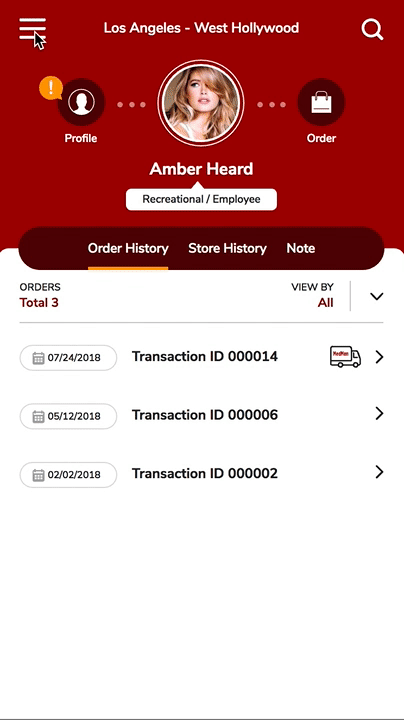 Los Angeles - West Hollywood
!
Profile
Order
Amber Heard
Recreational / Employee
Order History Store History Note
ORDERS VIEW BY
Total 3 All
07/24/2018 Transaction ID 000014 MedMen
05/12/2018 Transaction ID 000006
02/02/2018 Transaction ID 000002